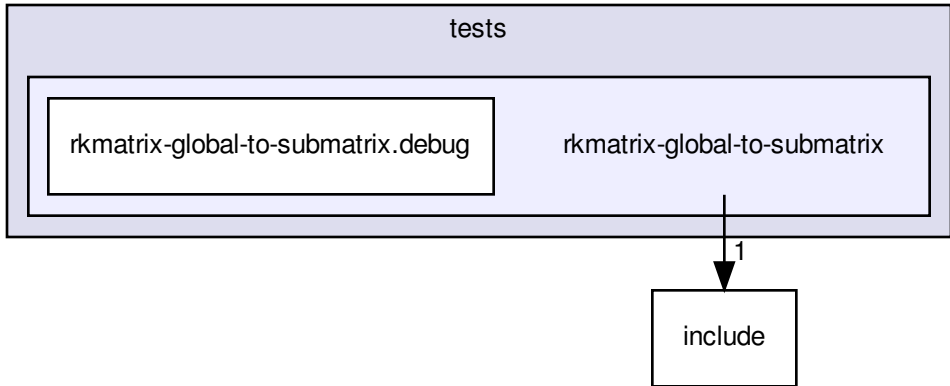 tests
rkmatrix-global-to-submatrix.debug
rkmatrix-global-to-submatrix
1
include